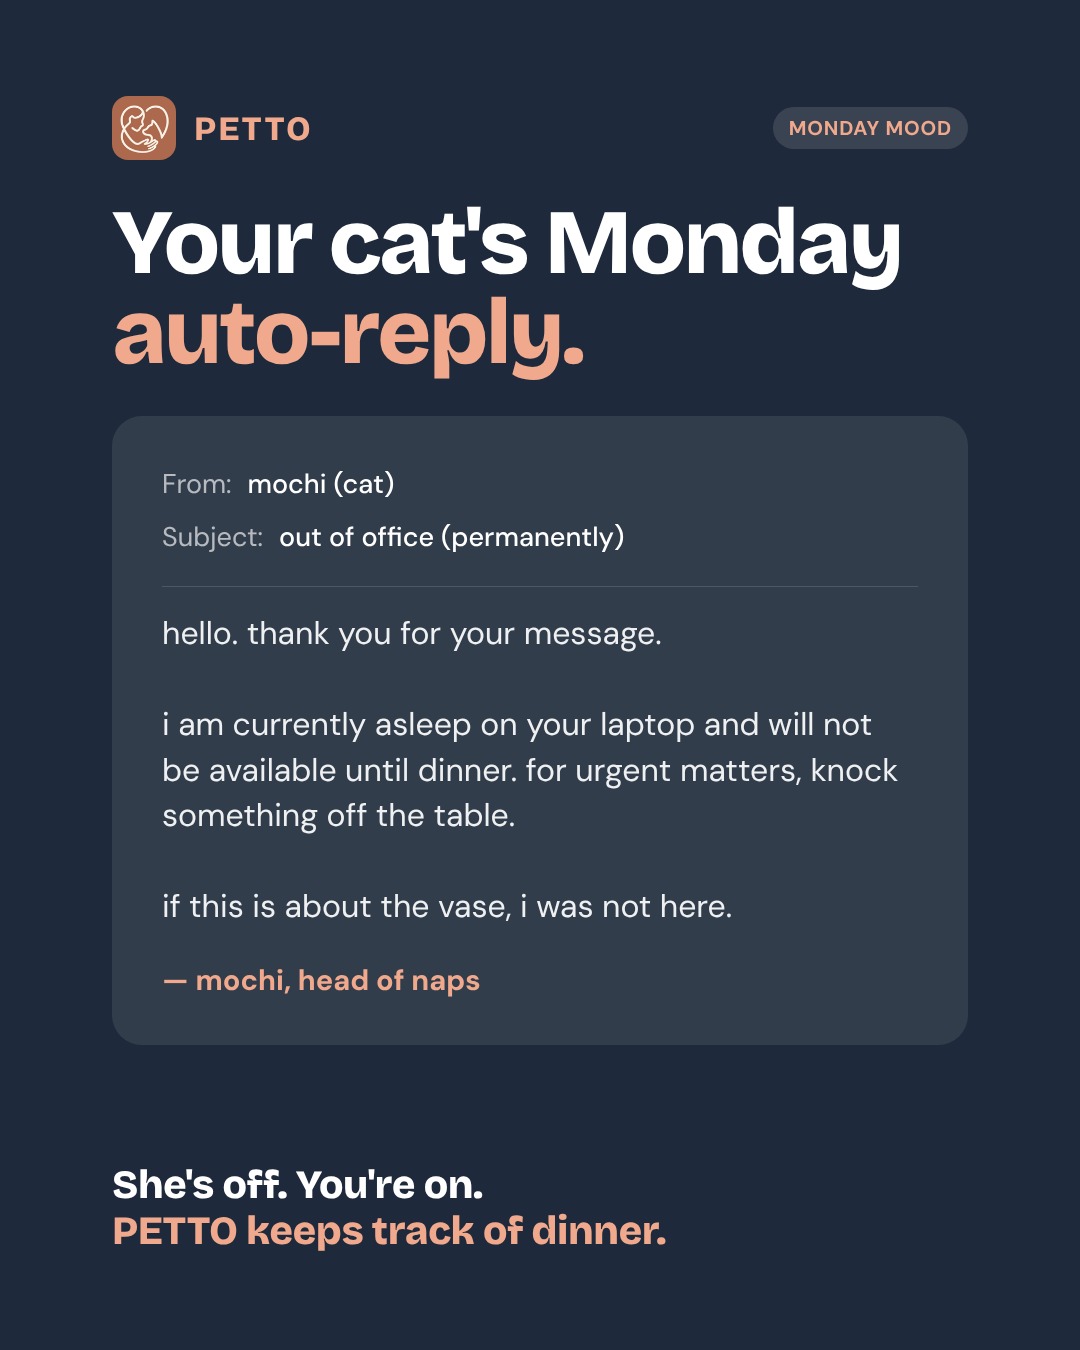 PETTO
MONDAY MOOD
Your cat's Monday
auto-reply.
From: mochi (cat)
Subject: out of office (permanently)
hello. thank you for your message.
i am currently asleep on your laptop and will not
be available until dinner. for urgent matters, knock
something off the table.
if this is about the vase, i was not here.
— mochi, head of naps
She's off. You're on.
PETTO keeps track of dinner.